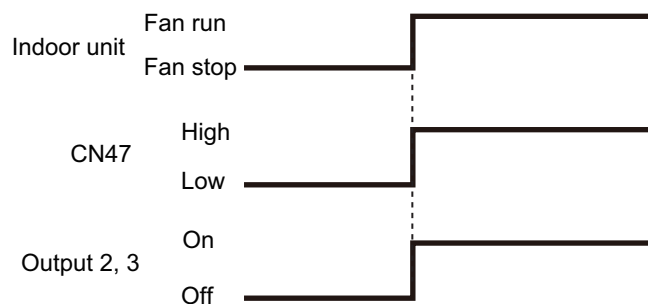 Fan run
Indoor unit
Fan stop
High
CN47
Low
On
Output 2, 3
Off